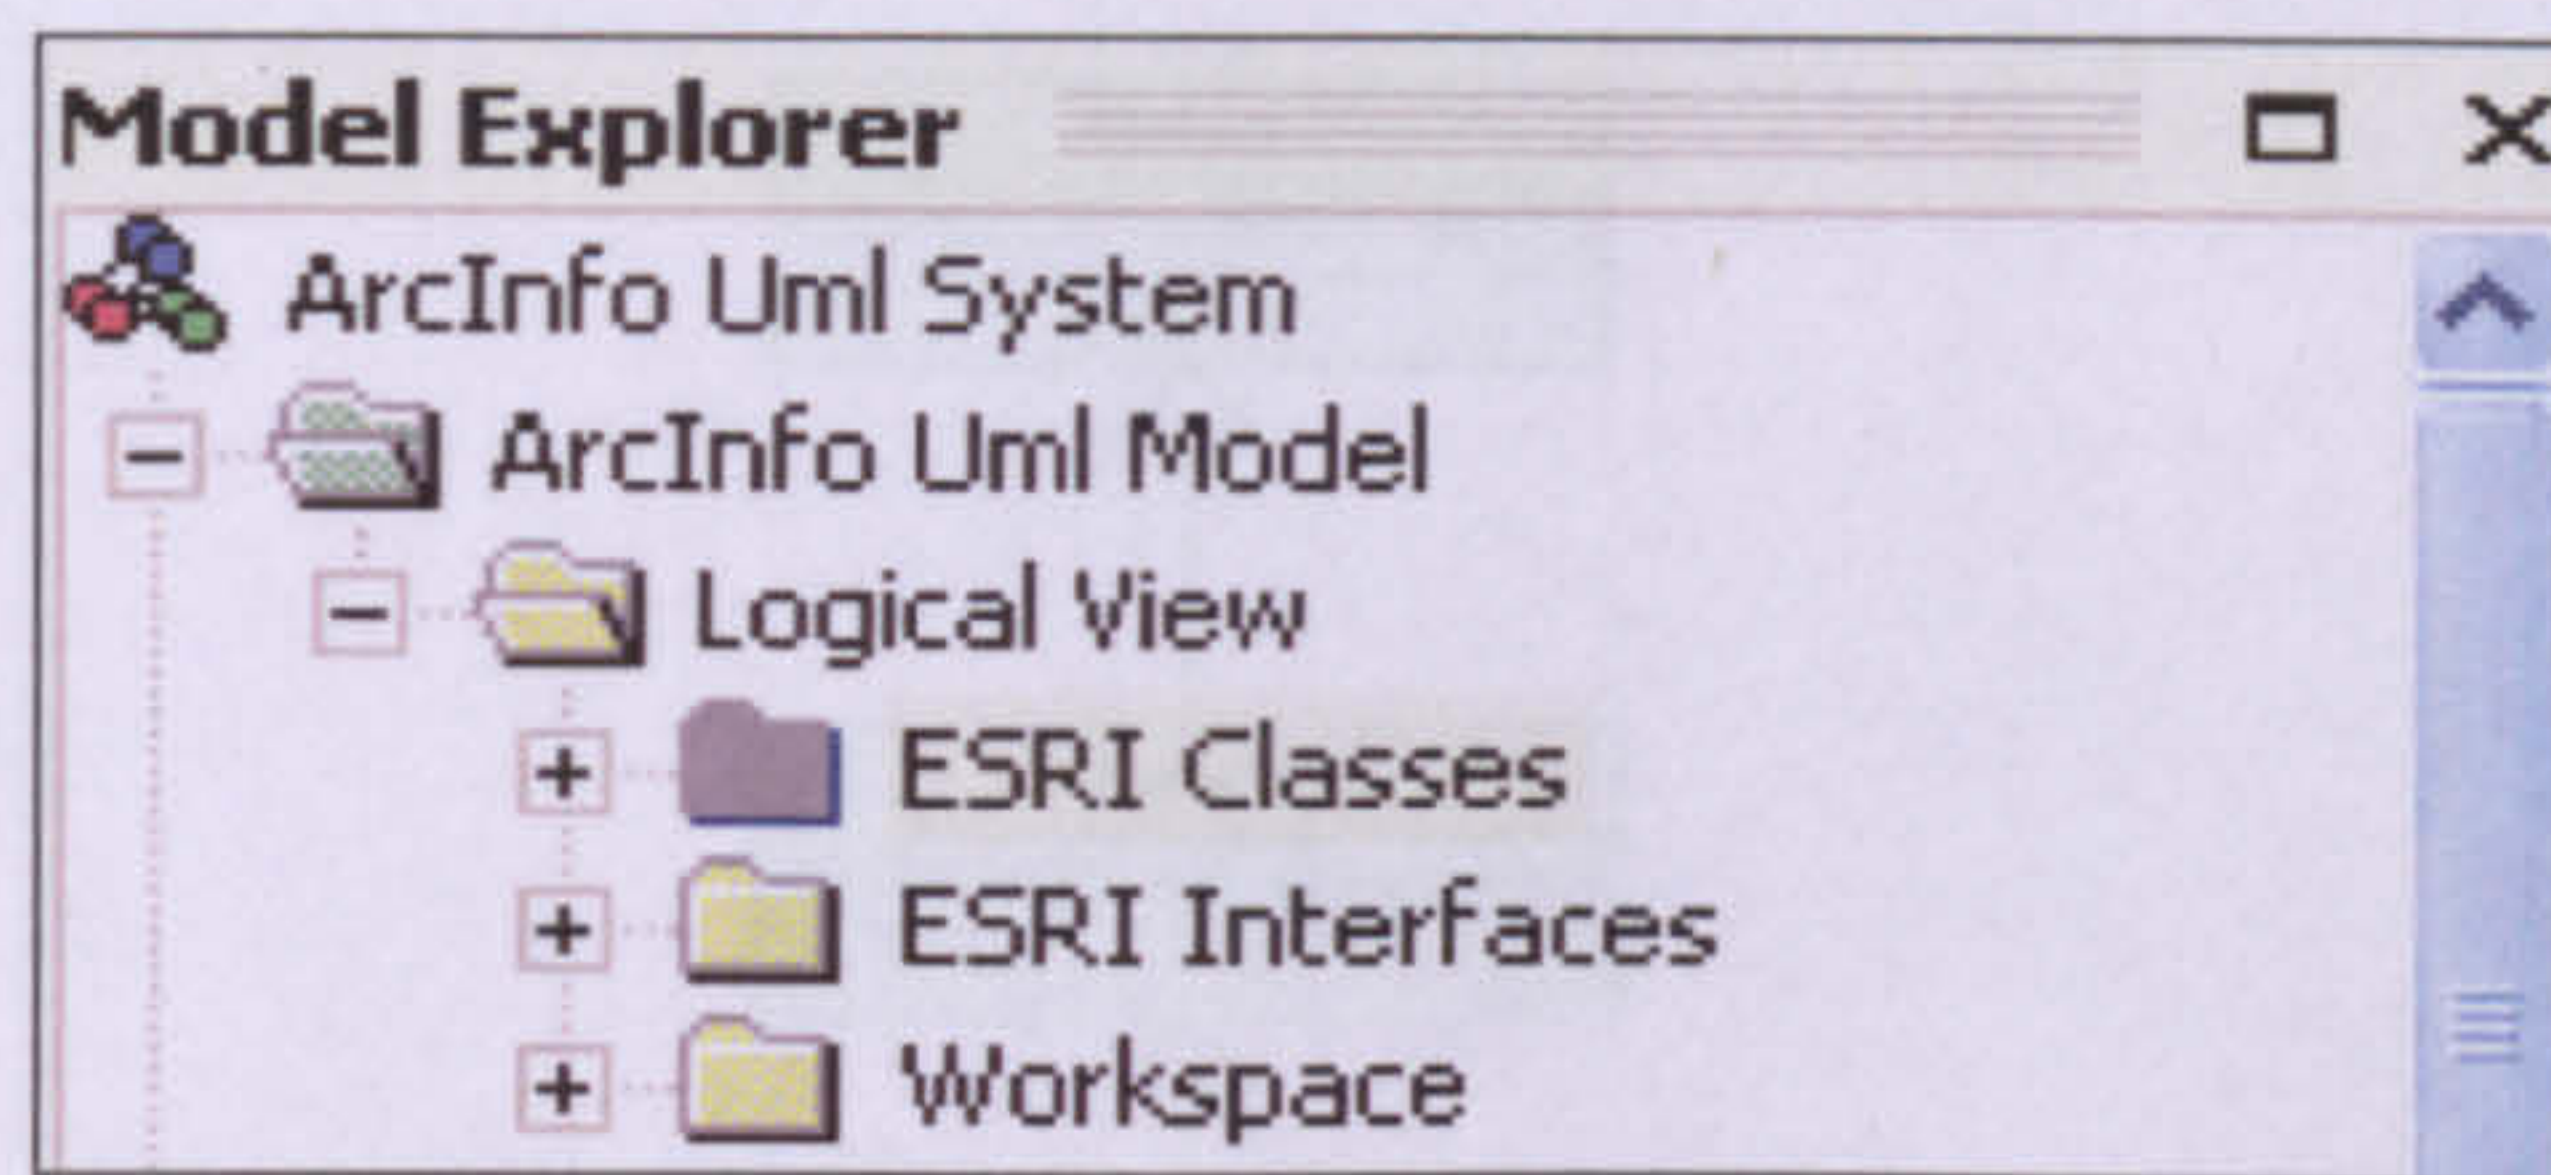 Model Explorer
ArcInfo Uml System
ArcInfo Uml Model
Logical View
ESRI Classes
ESRI Interfaces
Workspace